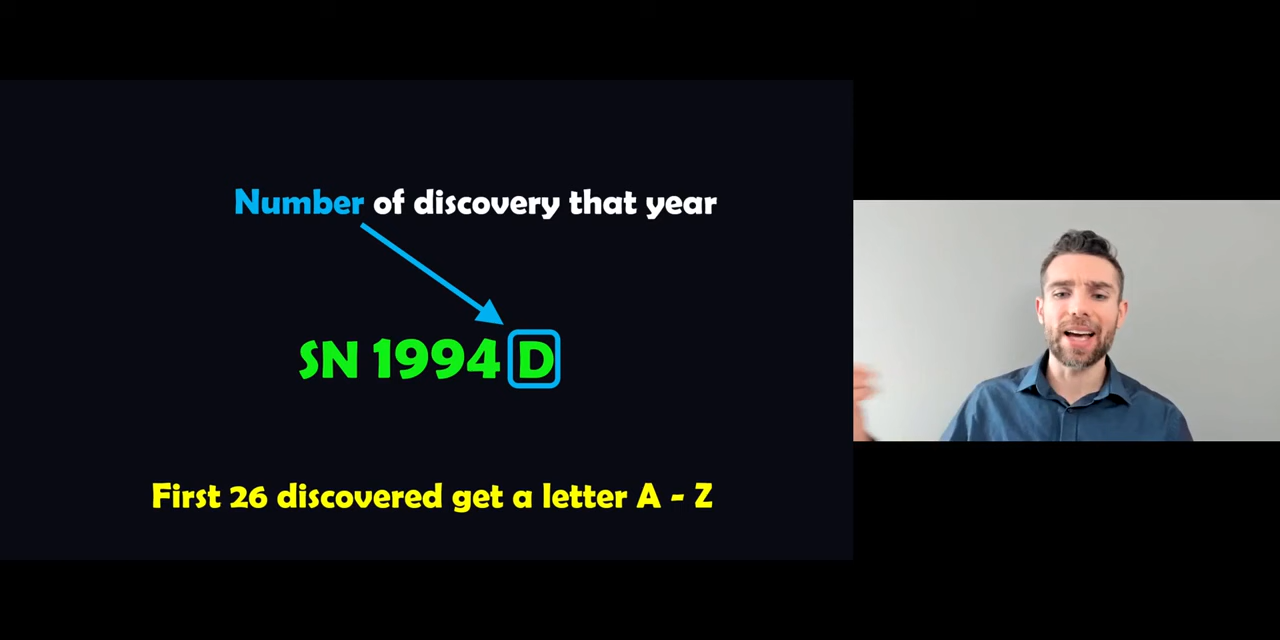 Number of discovery that year
SN 1994 D
First 26 discovered get a letter A - Z